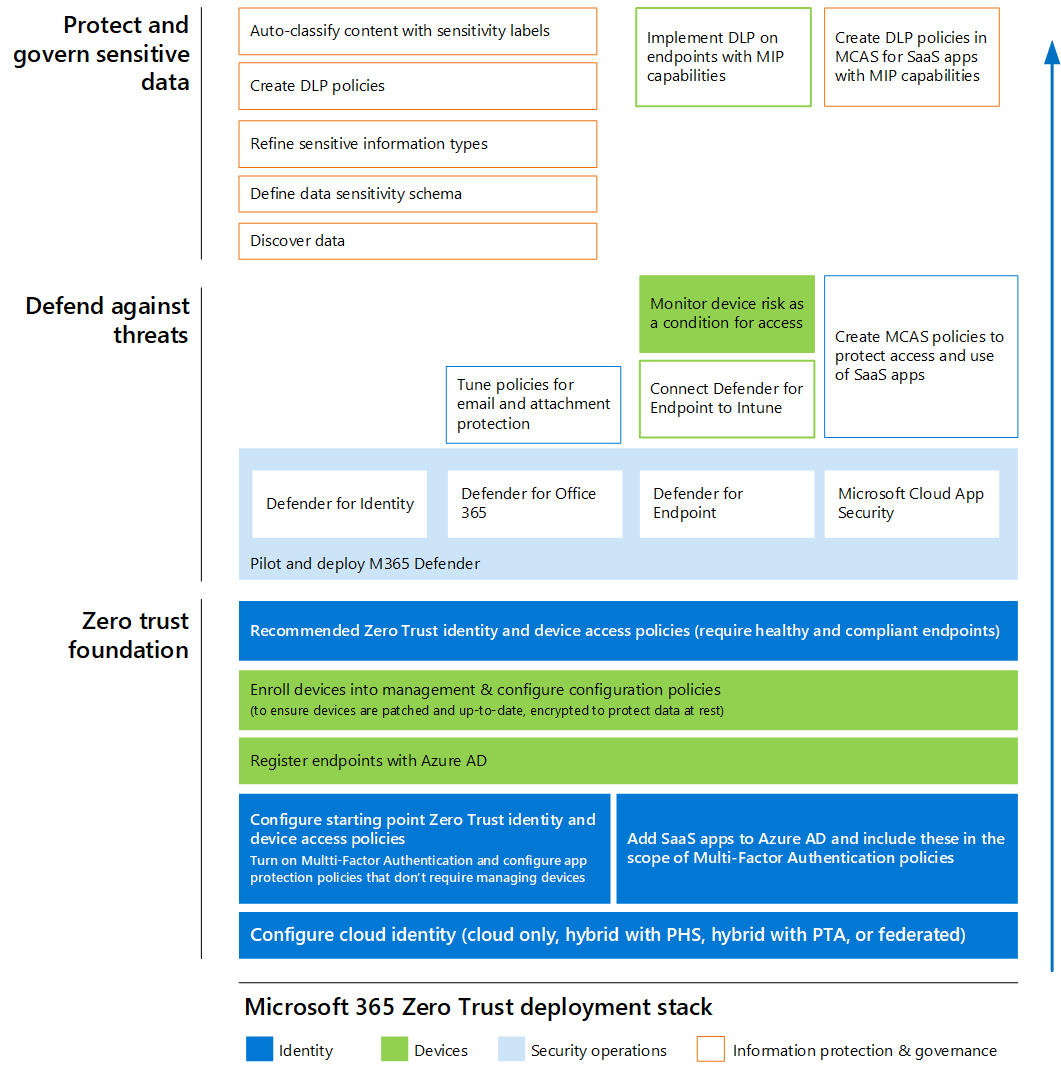 Protect and
govern sensitive
data
Auto-classify content with sensitivity labels
Create DLP policies
Refine sensitive information types
Define data sensitivity schema
Discover data
Implement DLP on
endpoints with MIP
capabilities
Create DLP policies in
MCAS for SaaS apps
with MIP capabilities
Defend against
threats
Tune policies for
email and attachment
protection
Monitor device risk as
a condition for access
Connect Defender for
Endpoint to Intune
Create MCAS policies to
protect access and use
of SaaS apps
Defender for Identity
Defender for Office
365
Defender for
Endpoint
Microsoft Cloud App
Security
Pilot and deploy M365 Defender
Zero trust
foundation
Recommended Zero Trust identity and device access policies (require healthy and compliant endpoints)
Enroll devices into management & configure configuration policies
(to ensure devices are patched and up-to-date, encrypted to protect data at rest)
Register endpoints with Azure AD
Configure starting point Zero Trust identity and
device access policies
Turn on Multti-Factor Authentication and configure app
protection policies that don't require managing devices
Add SaaS apps to Azure AD and include these in the
scope of Multi-Factor Authentication policies
Configure cloud identity (cloud only, hybrid with PHS, hybrid with PTA, or federated)
Microsoft 365 Zero Trust deployment stack
Identity
Devices
Security operations
Information protection & governance